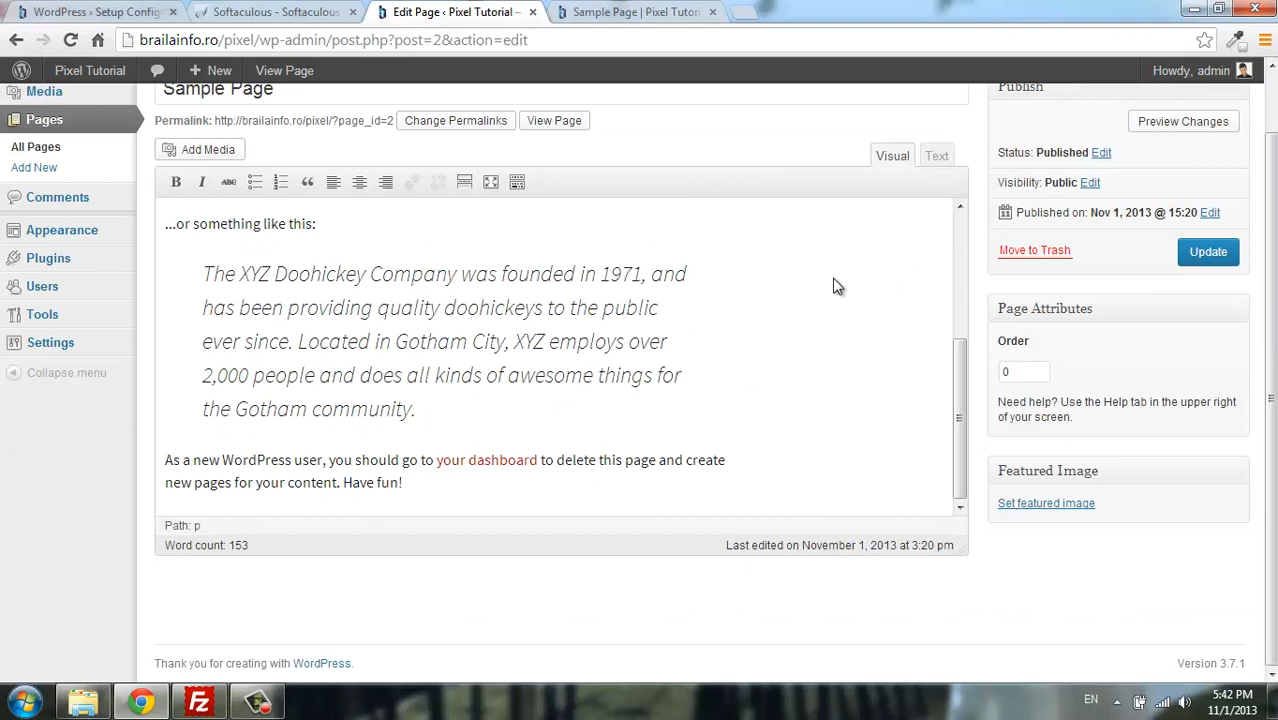 WordPress › Setup Config
Softaculous - Softaculous
Edit Page ‹ Pixel Tutorial —
Sample Page | Pixel Tutori
brailainfo.ro/pixel/wp-admin/post.php?post=2&action=edit
Pixel Tutorial
New
View Page
Howdy, admin
Media
Pages
All Pages
Add New
Comments
Appearance
Plugins
Users
Tools
Settings
Collapse menu
Sample Page
Permalink: http://brailainfo.ro/pixel/?page_id=2
Change Permalinks
View Page
Add Media
Visual
Text
B I ABC
...or something like this:
The XYZ Doohickey Company was founded in 1971, and
has been providing quality doohickeys to the public
ever since. Located in Gotham City, XYZ employs over
2,000 people and does all kinds of awesome things for
the Gotham community.
As a new WordPress user, you should go to your dashboard to delete this page and create
new pages for your content. Have fun!
Path: p
Word count: 153
Last edited on November 1, 2013 at 3:20 pm
Publish
Preview Changes
Status: Published Edit
Visibility: Public Edit
Published on: Nov 1, 2013 @ 15:20 Edit
Move to Trash
Update
Page Attributes
Order
0
Need help? Use the Help tab in the upper right
of your screen.
Featured Image
Set featured image
Thank you for creating with WordPress.
Version 3.7.1
Fz
EN
5:42 PM
11/1/2013